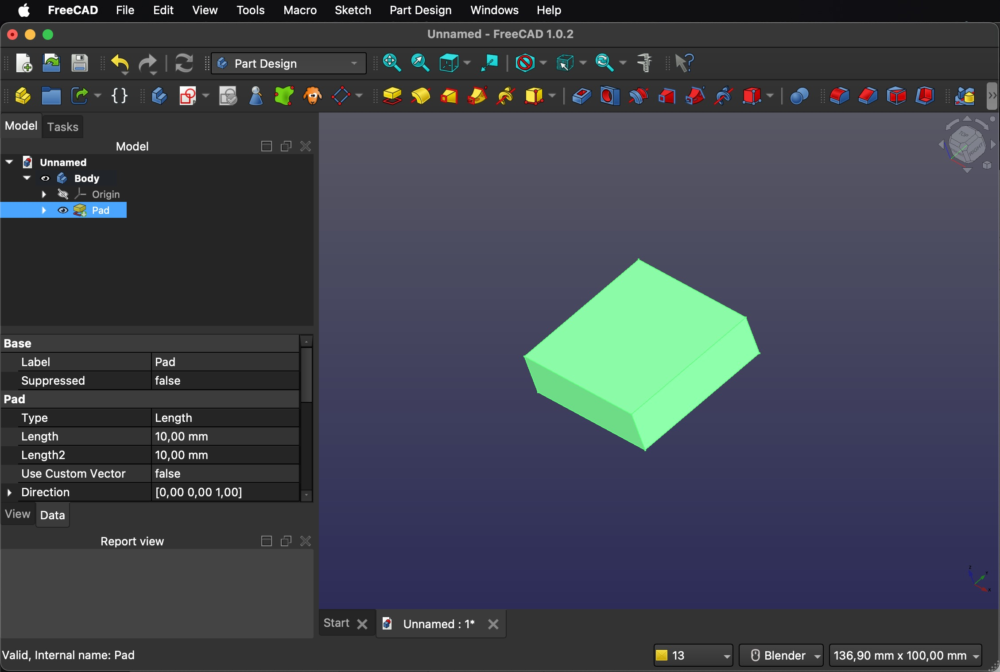 FreeCAD File Edit View Tools Macro Sketch Part Design Windows Help
Unnamed - FreeCAD 1.0.2
Part Design
Model Tasks
Model
Unnamed
Body
Origin
Pad
Base
Label Pad
Suppressed false
Pad
Type Length
Length 10,00 mm
Length2 10,00 mm
Use Custom Vector false
Direction [0,00 0,00 1,00]
View Data
Report view
TOP
RIGHT
Z
Y
X
Start Unnamed : 1*
Valid, Internal name: Pad
13 Blender 136,90 mm x 100,00 mm